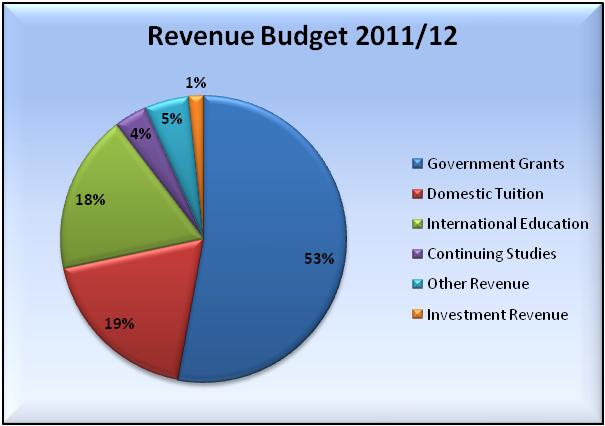 Revenue Budget 2011/12
1%
5%
4%
18%
53%
19%
Government Grants
Domestic Tuition
International Education
Continuing Studies
Other Revenue
Investment Revenue